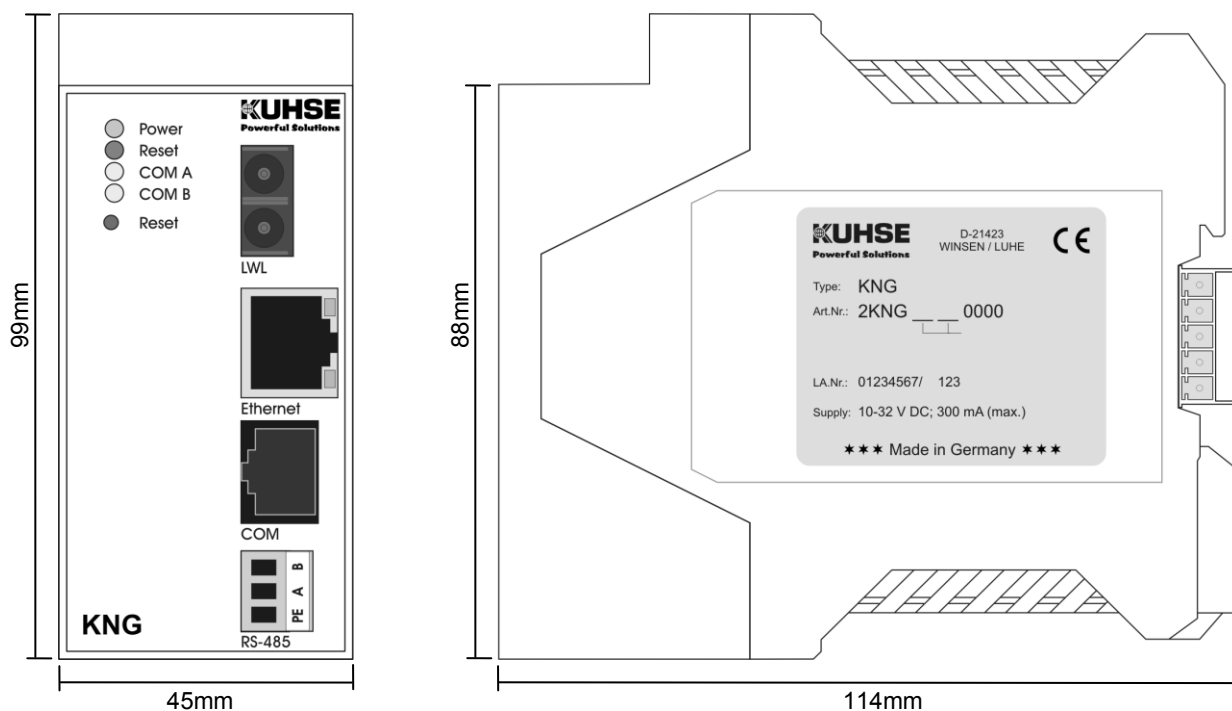 KUHSE
Powerful Solutions
Power
Reset
COM A
COM B
Reset
LWL
Ethernet
COM
B
A
PE
RS-485
KNG
99mm
45mm
KUHSE
Powerful Solutions
D-21423
WINSEN / LUHE
CE
Type: KNG
Art.Nr.: 2KNG __ __ 0000
LA.Nr.: 01234567/ 123
Supply: 10-32 V DC; 300 mA (max.)
✶✶✶ Made in Germany ✶✶✶
88mm
114mm